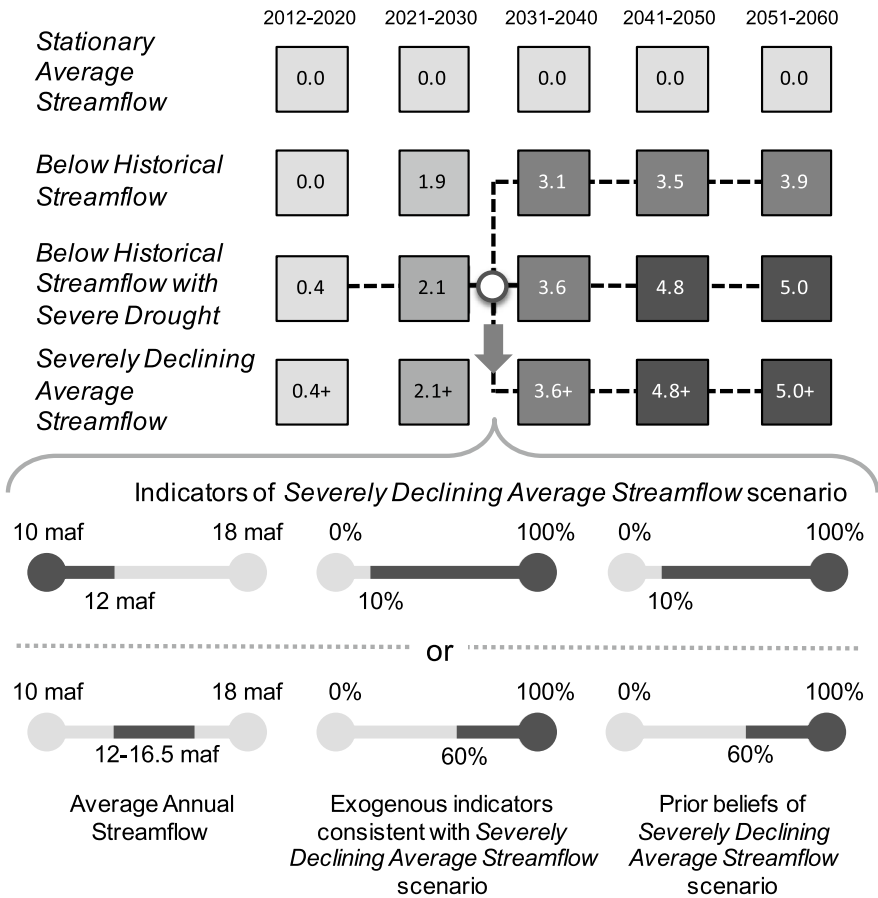 2012-2020 2021-2030 2031-2040 2041-2050 2051-2060
Stationary
Average
Streamflow
0.0 0.0 0.0 0.0 0.0
Below Historical
Streamflow
0.0 1.9 3.1 3.5 3.9
Below Historical
Streamflow with
Severe Drought
0.4 2.1 3.6 4.8 5.0
Severely Declining
Average
Streamflow
0.4+ 2.1+ 3.6+ 4.8+ 5.0+
Indicators of Severely Declining Average Streamflow scenario
10 maf 18 maf 0% 100% 0% 100%
12 maf 10% 10%
or
10 maf 18 maf 0% 100% 0% 100%
12-16.5 maf 60% 60%
Average Annual
Streamflow
Exogenous indicators
consistent with Severely
Declining Average Streamflow
scenario
Prior beliefs of
Severely Declining
Average Streamflow
scenario